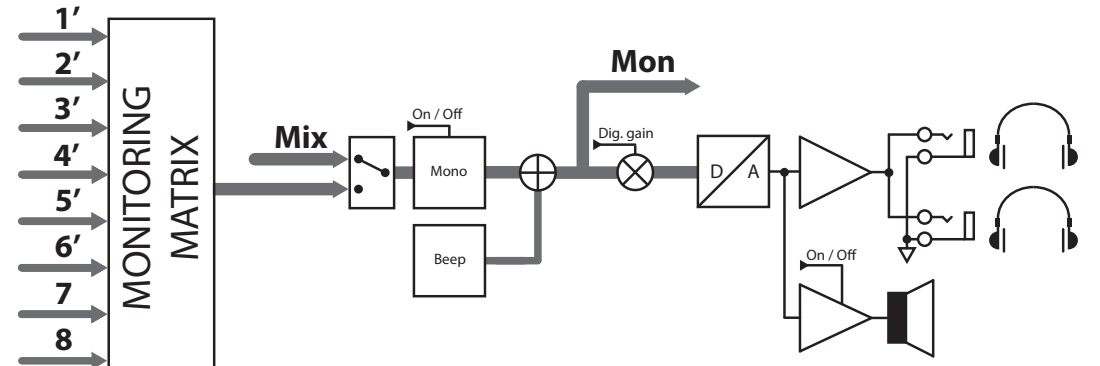 1’
2’
3’
4’
5’
6’
7
8
MONITORING
MATRIX
Mix
On / Off
Mono
Beep
Mon
Dig. gain
D
A
On / Off